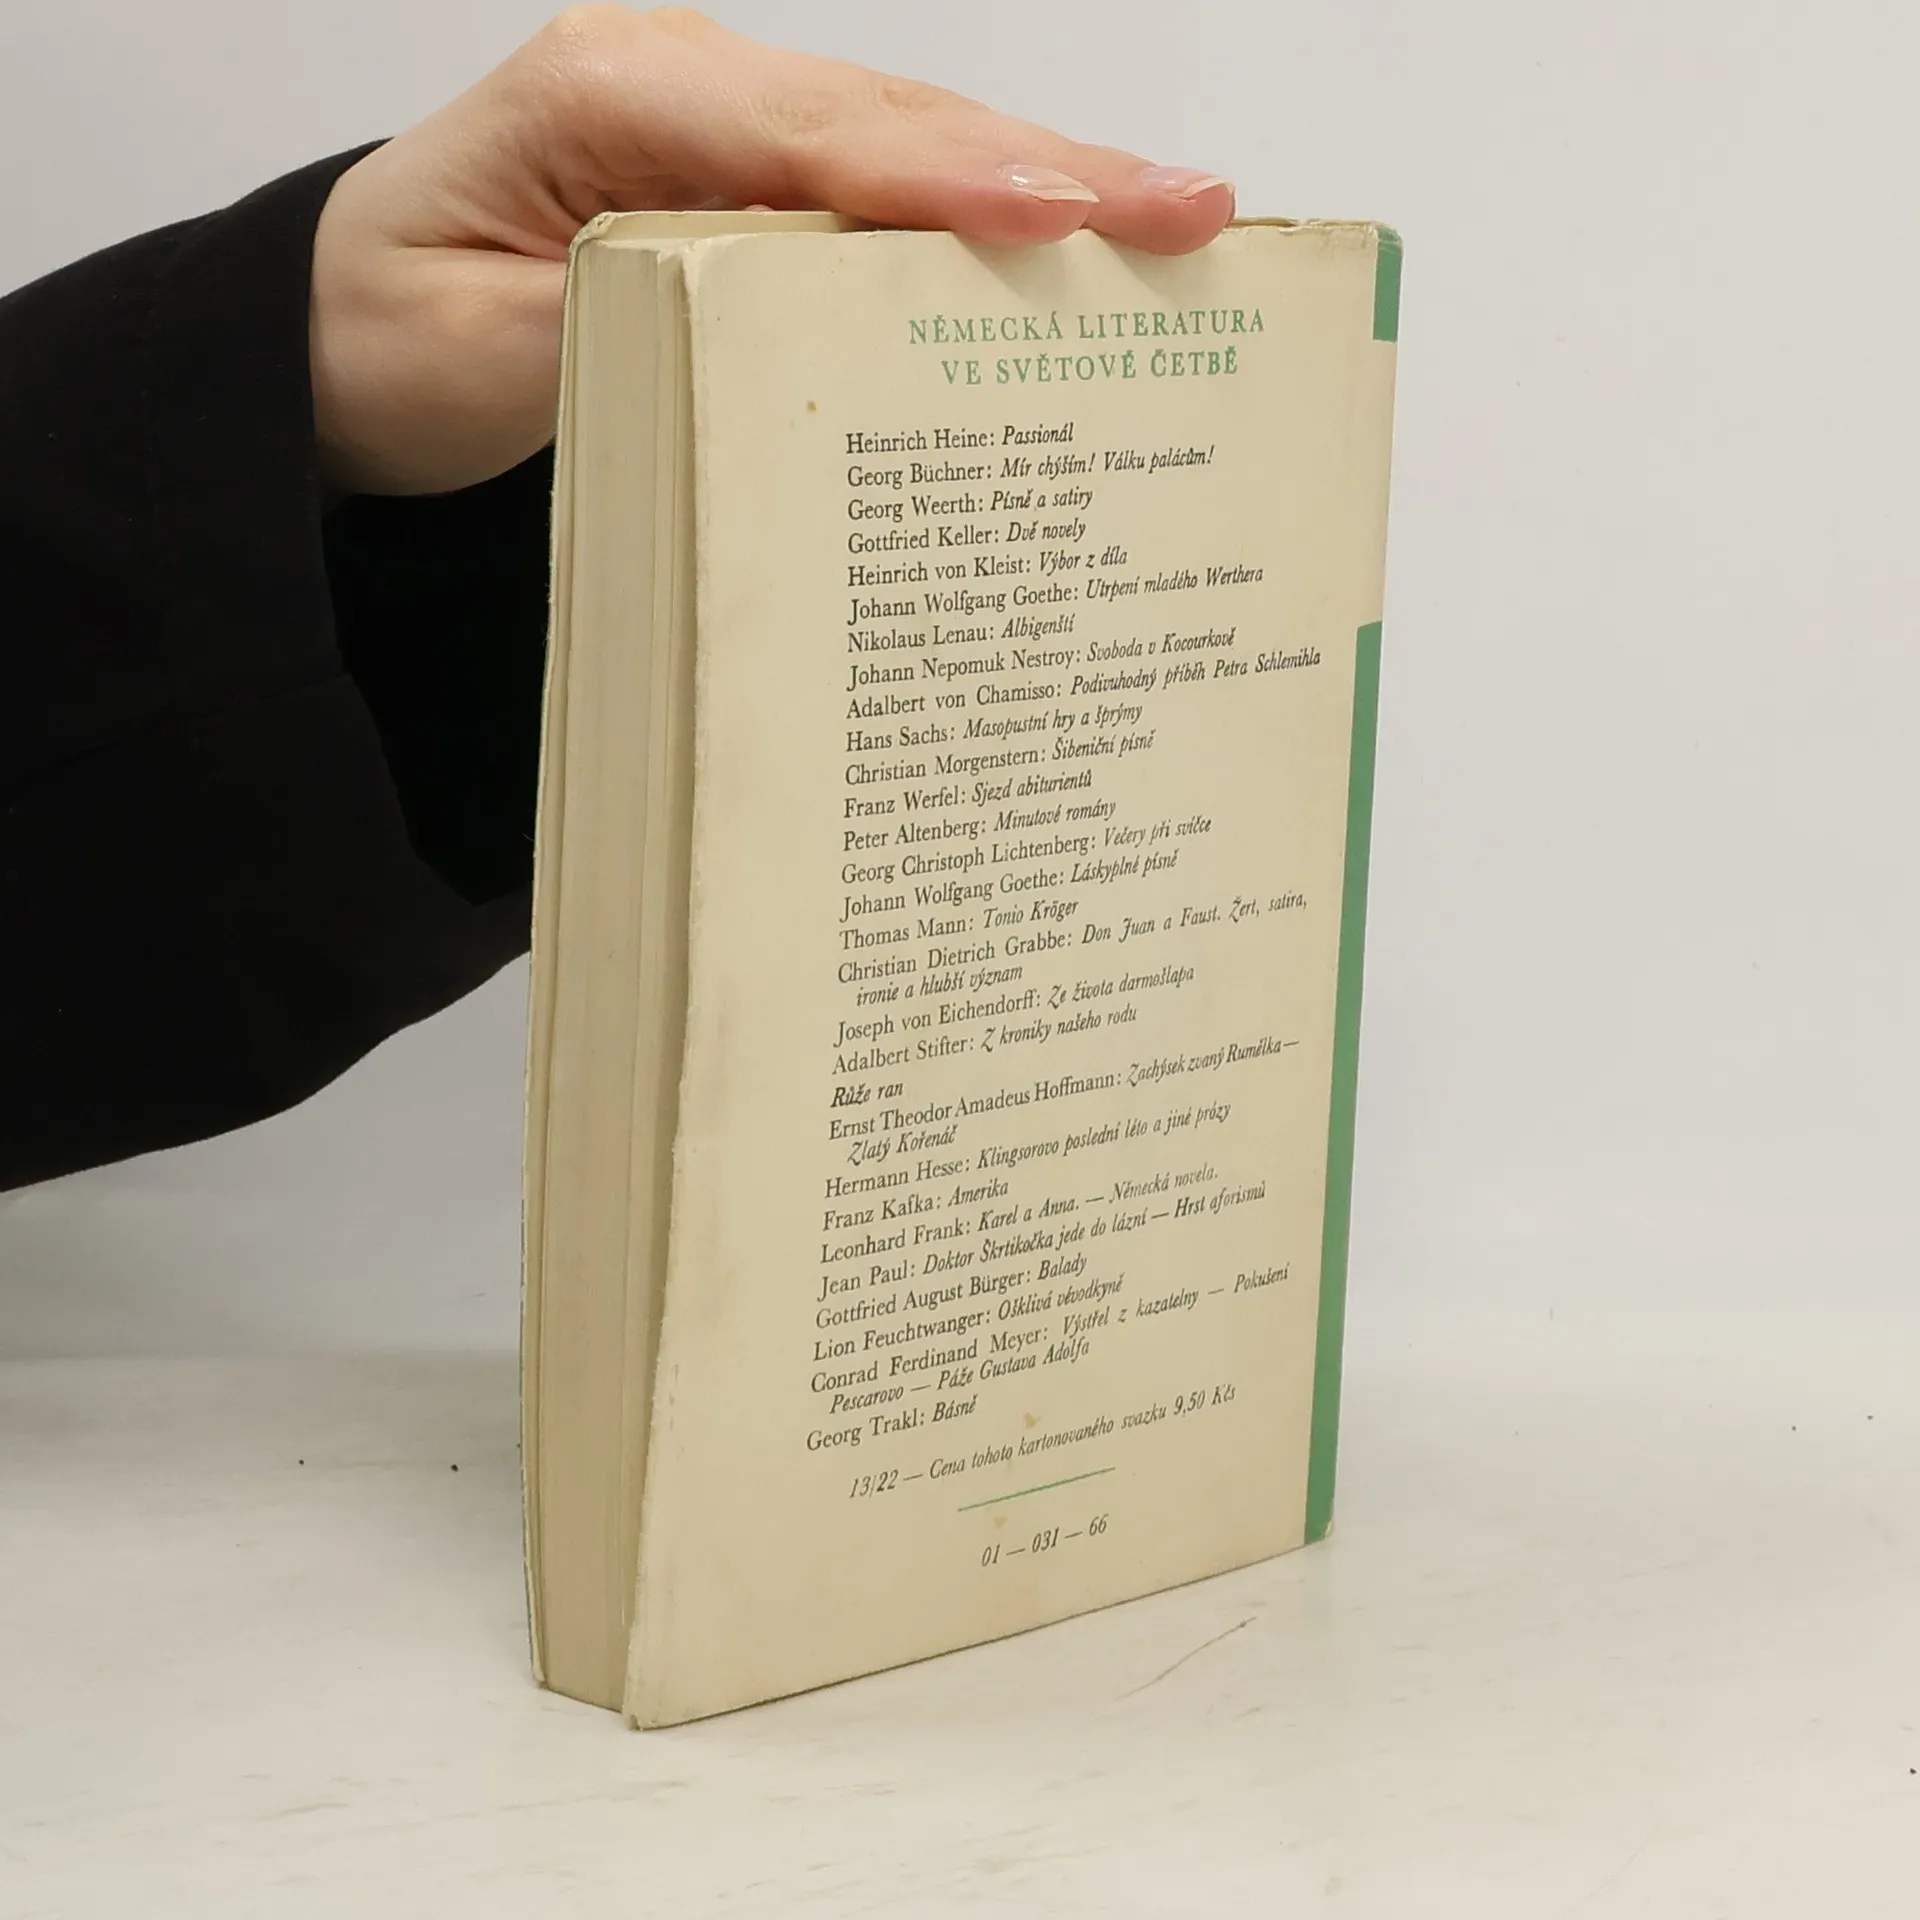 NĚMECKÁ LITERATURA
VE SVĚTOVÉ ČETBĚ
Heinrich Heine: Passionál
Georg Büchner: Mír chýším! Válku palácům!
Georg Weerth: Písně a satiry
Gottfried Keller: Dvě novely
Heinrich von Kleist: Výbor z díla
Johann Wolfgang Goethe: Utrpení mladého Werthera
Nikolaus Lenau: Albigenští
Johann Nepomuk Nestroy: Svoboda v Kocourkově
Adalbert von Chamisso: Podivuhodný příběh Petra Schlemihla
Hans Sachs: Masopustní hry a šprýmy
Christian Morgenstern: Šibeniční písně
Franz Werfel: Sjezd abiturientů
Peter Altenberg: Minutové romány
Georg Christoph Lichtenberg: Večery při svíčce
Johann Wolfgang Goethe: Láskyplné písně
Thomas Mann: Tonio Kröger
Christian Dietrich Grabbe: Don Juan a Faust. Žert, satira,
ironie a hlubší význam
Joseph von Eichendorff: Ze života darmošlapa
Adalbert Stifter: Z kroniky našeho rodu
Růže ran
Ernst Theodor Amadeus Hoffmann: Zachýsek zvaný Rumělka—
Zlatý Kořenáč
Hermann Hesse: Klingsorovo poslední léto a jiné prózy
Franz Kafka: Amerika
Leonhard Frank: Karel a Anna. — Německá novela.
Jean Paul: Doktor Škrtikočka jede do lázní — Hrst aforismů
Gottfried August Bürger: Balady
Lion Feuchtwanger: Ošklivá vévodkyně
Conrad Ferdinand Meyer: Výstřel z kazatelny — Pokušení
Pescarovo — Páže Gustava Adolfa
Georg Trakl: Básně
13/22 — Cena tohoto kartonovaného svazku 9,50 Kčs
01 — 031 — 66